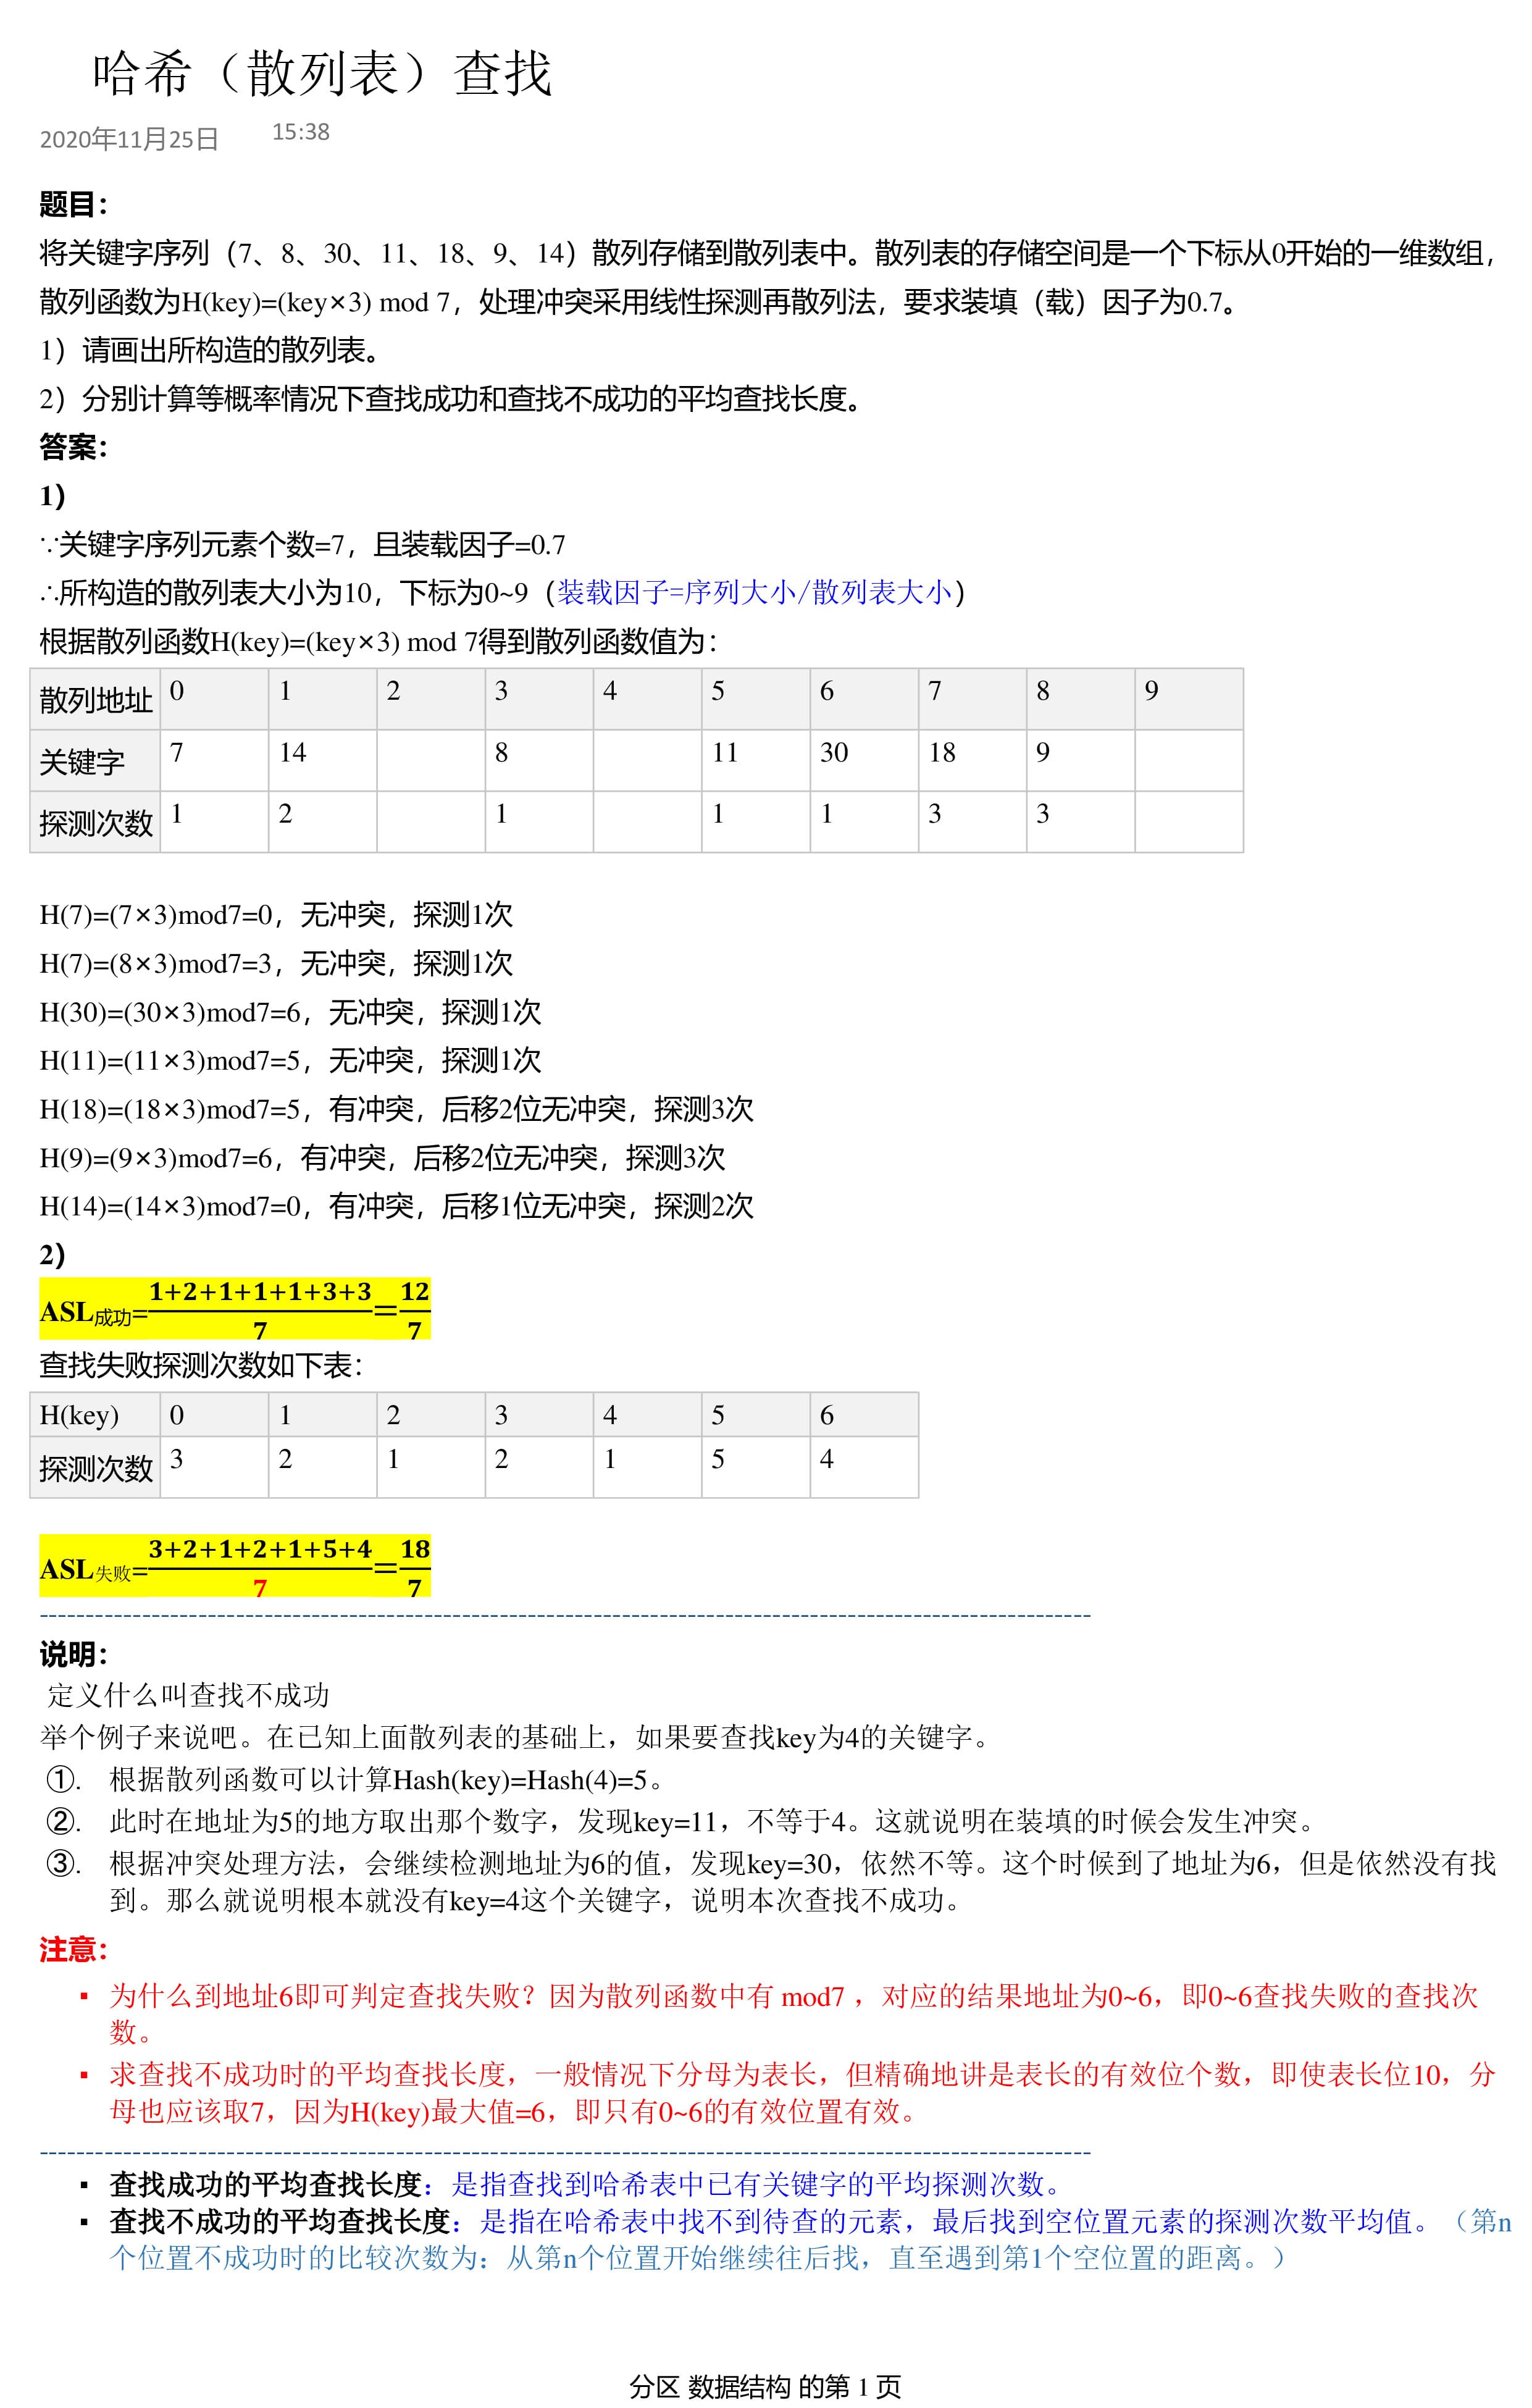 哈希（散列表）查找
2020年11月25日 15:38
题目：
将关键字序列（7、8、30、11、18、9、14）散列存储到散列表中。散列表的存储空间是一个下标从0开始的一维数组，
散列函数为H(key)=(key×3) mod 7，处理冲突采用线性探测再散列法，要求装填（载）因子为0.7。
1）请画出所构造的散列表。
2）分别计算等概率情况下查找成功和查找不成功的平均查找长度。
答案：
1）
∵关键字序列元素个数=7，且装载因子=0.7
∴所构造的散列表大小为10，下标为0~9（装载因子=序列大小/散列表大小）
根据散列函数H(key)=(key×3) mod 7得到散列函数值为：
散列地址 0 1 2 3 4 5 6 7 8 9
关键字 7 14 8 11 30 18 9
探测次数 1 2 1 1 1 3 3
H(7)=(7×3)mod7=0，无冲突，探测1次
H(7)=(8×3)mod7=3，无冲突，探测1次
H(30)=(30×3)mod7=6，无冲突，探测1次
H(11)=(11×3)mod7=5，无冲突，探测1次
H(18)=(18×3)mod7=5，有冲突，后移2位无冲突，探测3次
H(9)=(9×3)mod7=6，有冲突，后移2位无冲突，探测3次
H(14)=(14×3)mod7=0，有冲突，后移1位无冲突，探测2次
2）
ASL成功=1+2+1+1+1+3+3/7=12/7
查找失败探测次数如下表：
H(key) 0 1 2 3 4 5 6
探测次数 3 2 1 2 1 5 4
ASL失败=3+2+1+2+1+5+4/7=18/7
说明：
定义什么叫查找不成功
举个例子来说吧。在已知上面散列表的基础上，如果要查找key为4的关键字。
①. 根据散列函数可以计算Hash(key)=Hash(4)=5。
②. 此时在地址为5的地方取出那个数字，发现key=11，不等于4。这就说明在装填的时候会发生冲突。
③. 根据冲突处理方法，会继续检测地址为6的值，发现key=30，依然不等。这个时候到了地址为6，但是依然没有找
到。那么就说明根本就没有key=4这个关键字，说明本次查找不成功。
注意：
▪ 为什么到地址6即可判定查找失败？因为散列函数中有 mod7 ，对应的结果地址为0~6，即0~6查找失败的查找次
数。
▪ 求查找不成功时的平均查找长度，一般情况下分母为表长，但精确地讲是表长的有效位个数，即使表长位10，分
母也应该取7，因为H(key)最大值=6，即只有0~6的有效位置有效。
▪ 查找成功的平均查找长度：是指查找到哈希表中已有关键字的平均探测次数。
▪ 查找不成功的平均查找长度：是指在哈希表中找不到待查的元素，最后找到空位置元素的探测次数平均值。（第n
个位置不成功时的比较次数为：从第n个位置开始继续往后找，直至遇到第1个空位置的距离。）
分区 数据结构 的第 1 页